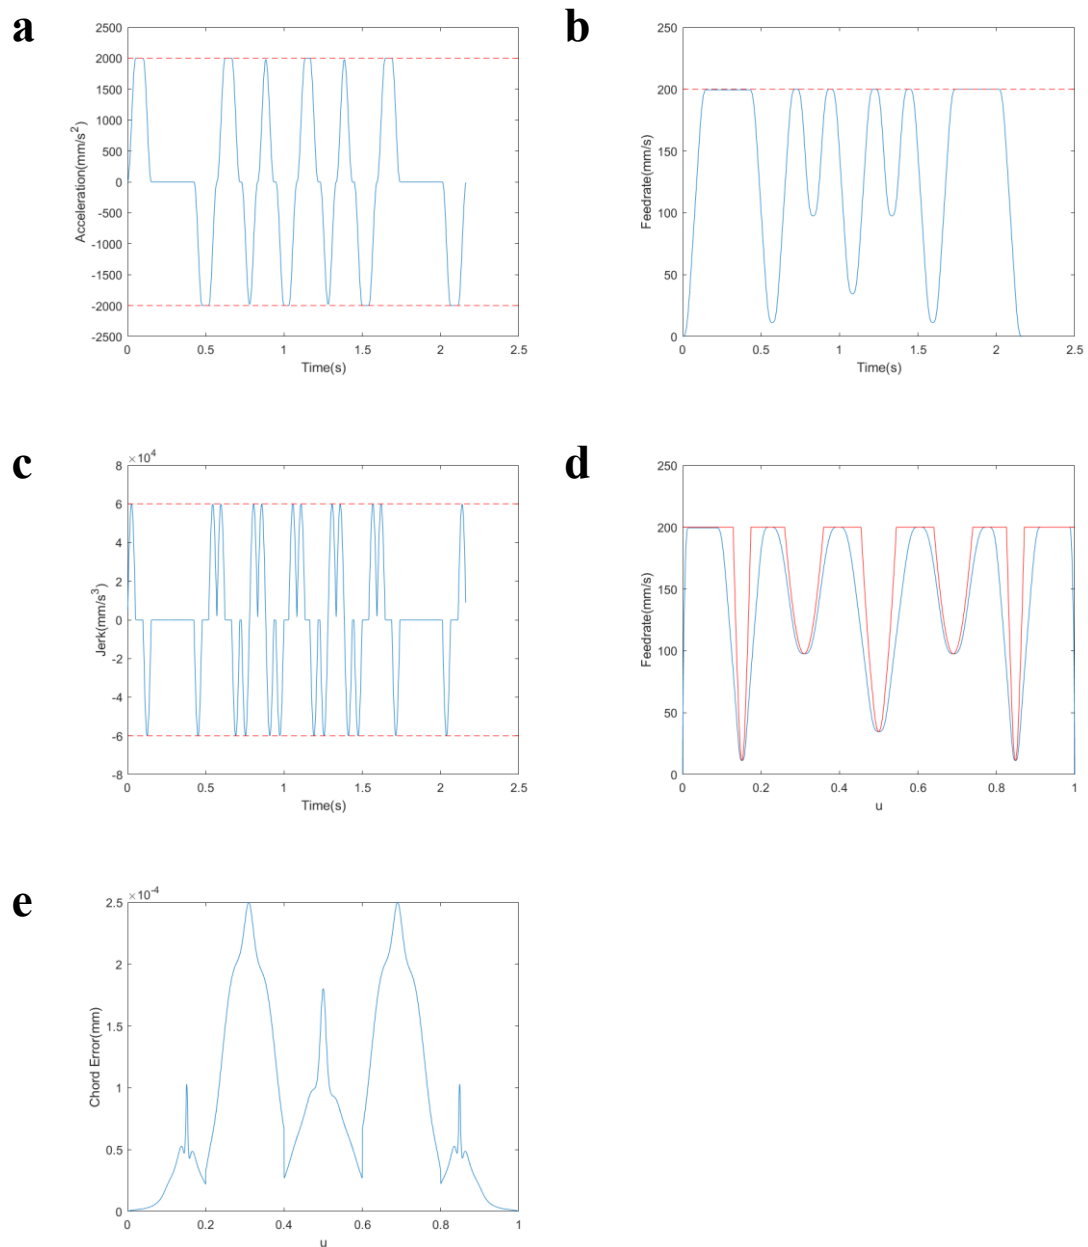 a
2500
2000
1500
1000
500
0
-500
-1000
-1500
-2000
-2500
0 0.5 1 1.5 2 2.5
Time(s)
Acceleration(mm/s²)
b
250
200
150
100
50
0
0 0.5 1 1.5 2 2.5
Time(s)
Feedrate(mm/s)
c
×10⁴
8
6
4
2
0
-2
-4
-6
-8
0 0.5 1 1.5 2 2.5
Time(s)
Jerk(mm/s³)
d
250
200
150
100
50
0
0 0.2 0.4 0.6 0.8 1
u
Feedrate(mm/s)
e
×10⁻⁴
2.5
2
1.5
1
0.5
0
0 0.2 0.4 0.6 0.8 1
u
Chord Error(mm)